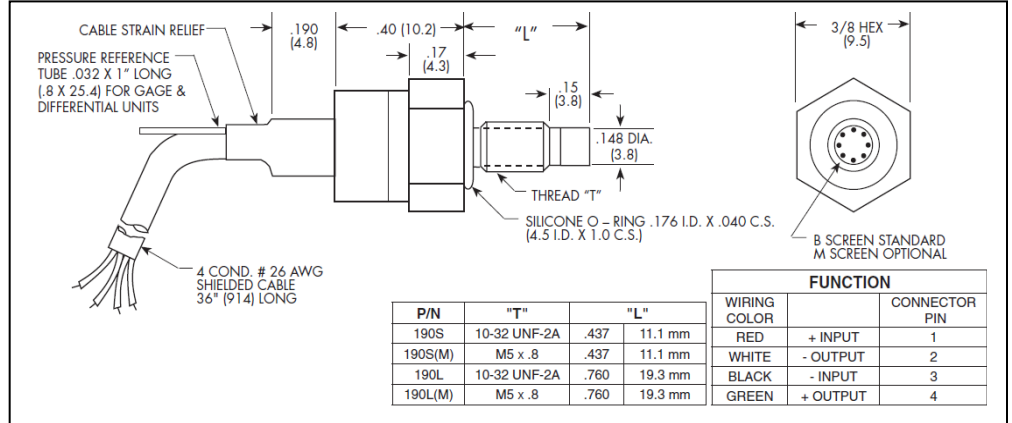 CABLE STRAIN RELIEF
PRESSURE REFERENCE
TUBE .032 X 1" LONG
(.8 X 25.4) FOR GAGE &
DIFFERENTIAL UNITS
.190
(4.8)
.40 (10.2)
"L"
.17
(4.3)
.15
(3.8)
.148 DIA.
(3.8)
3/8 HEX
(9.5)
THREAD "T"
SILICONE O – RING .176 I.D. X .040 C.S.
(4.5 I.D. X 1.0 C.S.)
B SCREEN STANDARD
M SCREEN OPTIONAL
4 COND. # 26 AWG
SHIELDED CABLE
36" (914) LONG
P/N "T" "L"
190S 10-32 UNF-2A .437 11.1 mm
190S(M) M5 x .8 .437 11.1 mm
190L 10-32 UNF-2A .760 19.3 mm
190L(M) M5 x .8 .760 19.3 mm
FUNCTION
WIRING COLOR CONNECTOR PIN
RED + INPUT 1
WHITE - OUTPUT 2
BLACK - INPUT 3
GREEN + OUTPUT 4